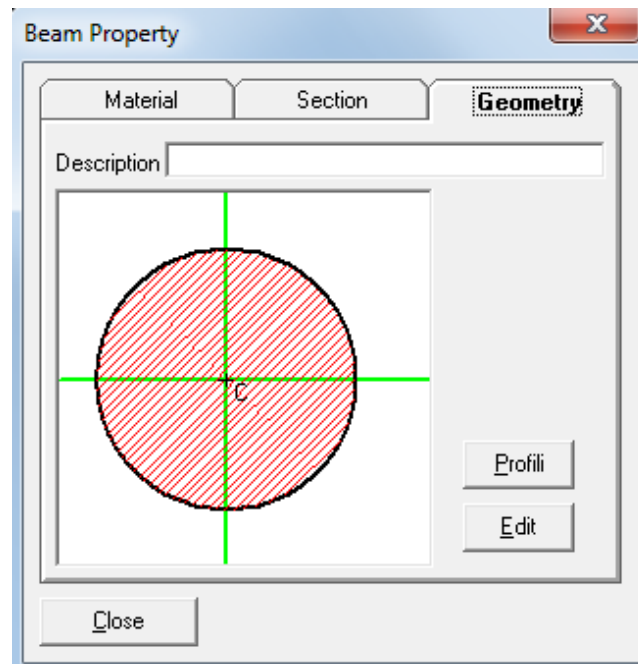 Beam Property
Material Section Geometry
Description
C
Profili
Edit
Close